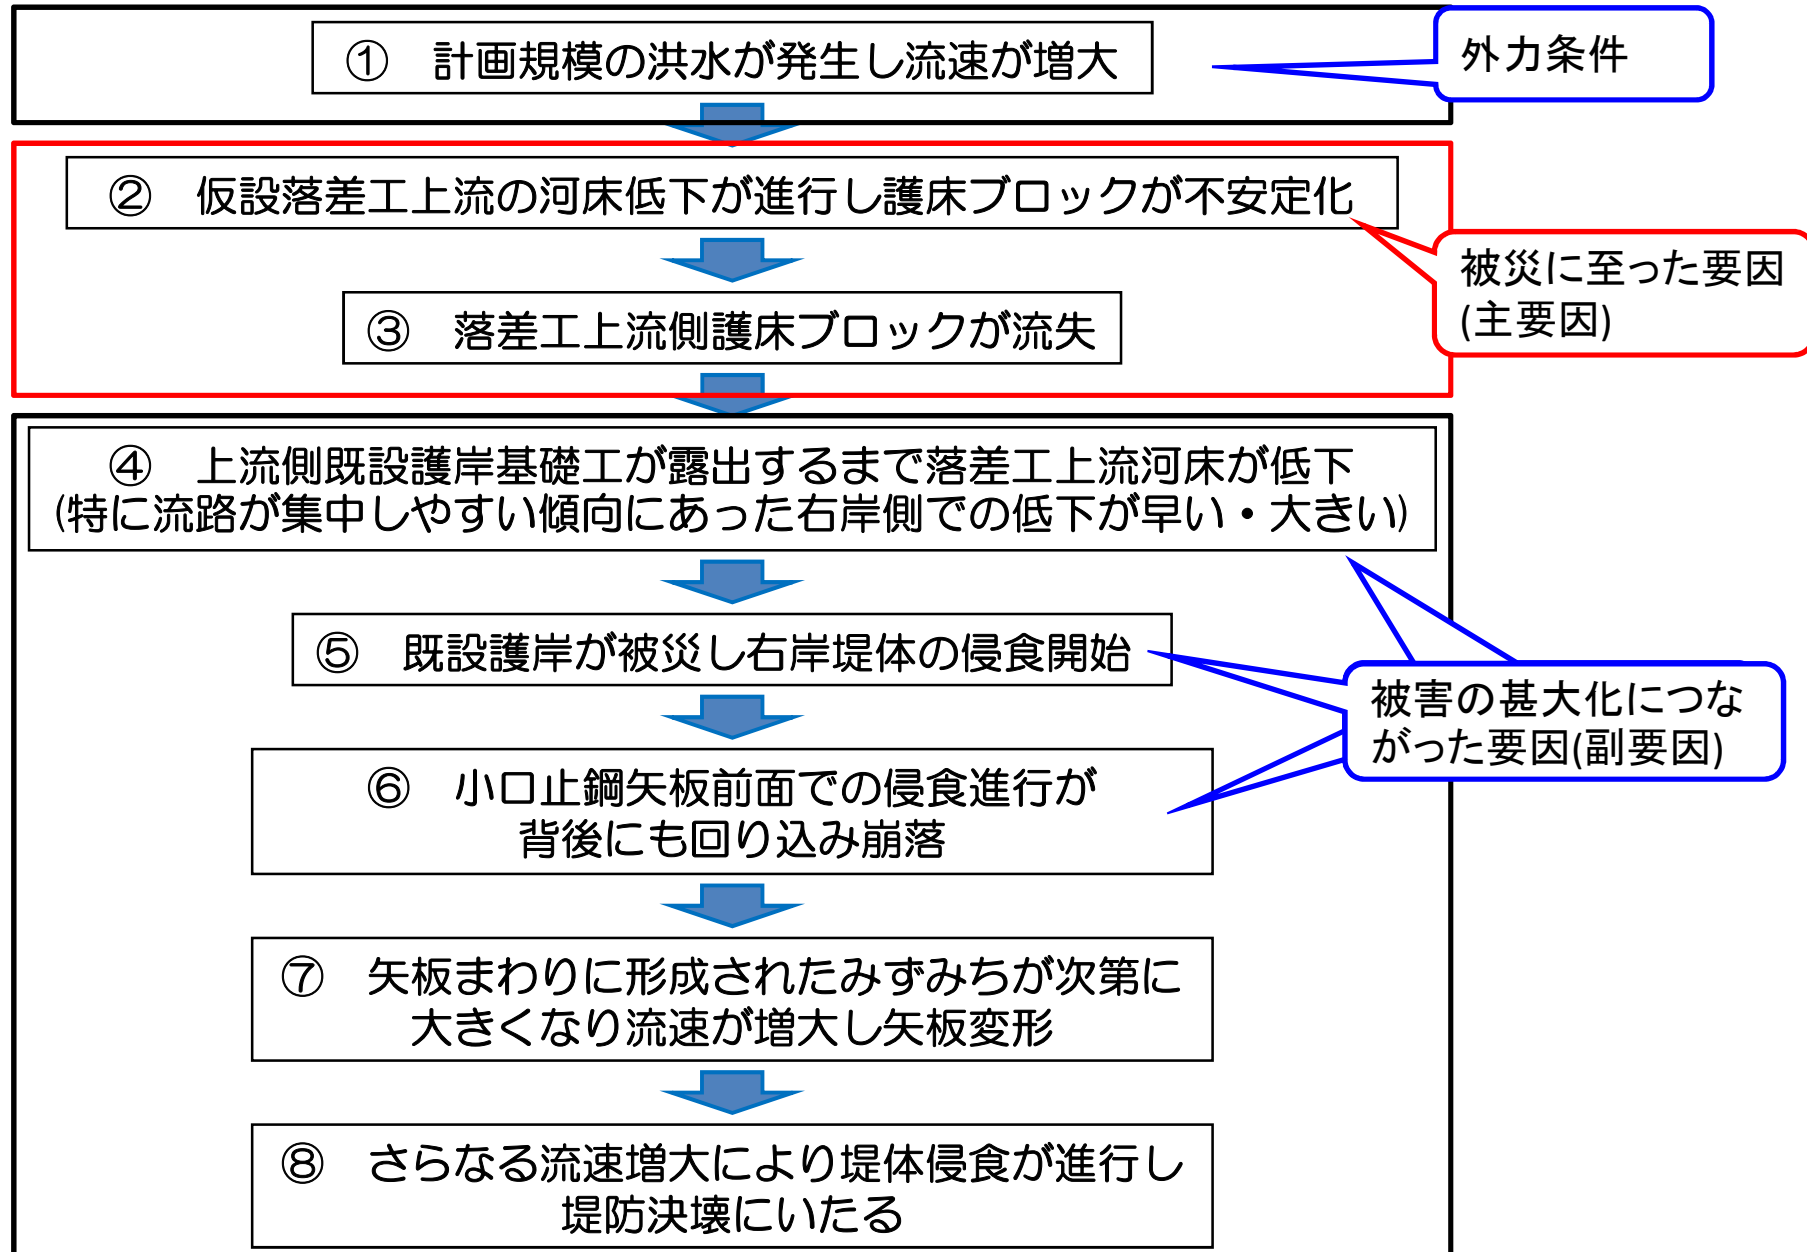 ① 計画規模の洪水が発生し流速が増大
外力条件
② 仮設落差工上流の河床低下が進行し護床ブロックが不安定化
被災に至った要因
(主要因)
③ 落差工上流側護床ブロックが流失
④ 上流側既設護岸基礎工が露出するまで落差工上流河床が低下
(特に流路が集中しやすい傾向にあった右岸側での低下が早い・大きい)
⑤ 既設護岸が被災し右岸堤体の侵食開始
被害の甚大化につな
がった要因(副要因)
⑥ 小口止鋼矢板前面での侵食進行が
背後にも回り込み崩落
⑦ 矢板まわりに形成されたみずみちが次第に
大きくなり流速が増大し矢板変形
⑧ さらなる流速増大により堤体侵食が進行し
堤防決壊にいたる